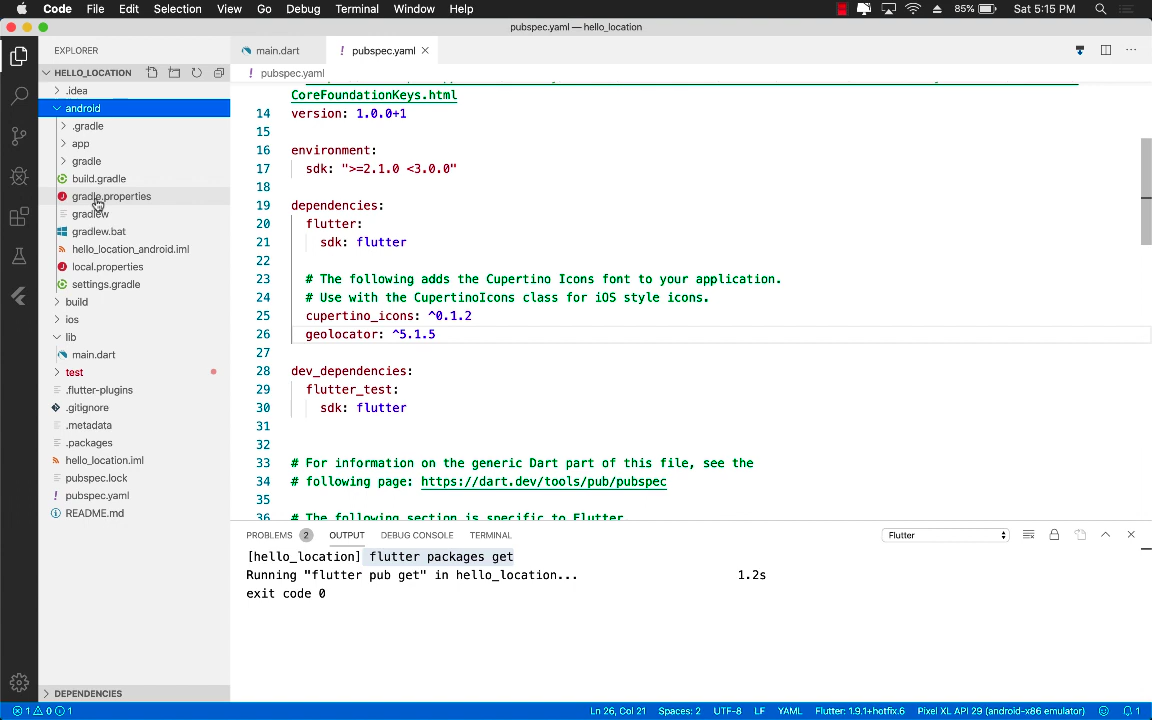 Code File Edit Selection View Go Debug Terminal Window Help 85% Sat 5:15 PM
pubspec.yaml — hello_location
EXPLORER
HELLO_LOCATION
.idea
android
.gradle
app
gradle
build.gradle
gradle.properties
gradlew
gradlew.bat
hello_location_android.iml
local.properties
settings.gradle
build
ios
lib
main.dart
test
.flutter-plugins
.gitignore
.metadata
.packages
hello_location.iml
pubspec.lock
pubspec.yaml
README.md
DEPENDENCIES
main.dart ! pubspec.yaml
! pubspec.yaml
CoreFoundationKeys.html
14 version: 1.0.0+1
15
16 environment:
17 sdk: ">=2.1.0 <3.0.0"
18
19 dependencies:
20 flutter:
21 sdk: flutter
22
23 # The following adds the Cupertino Icons font to your application.
24 # Use with the CupertinoIcons class for iOS style icons.
25 cupertino_icons: ^0.1.2
26 geolocator: ^5.1.5
27
28 dev_dependencies:
29 flutter_test:
30 sdk: flutter
31
32
33 # For information on the generic Dart part of this file, see the
34 # following page: https://dart.dev/tools/pub/pubspec
35
36 # The following section is specific to Flutter
PROBLEMS 2 OUTPUT DEBUG CONSOLE TERMINAL Flutter
[hello_location] flutter packages get
Running "flutter pub get" in hello_location... 1.2s
exit code 0
1 0 1 Ln 26, Col 21 Spaces: 2 UTF-8 LF YAML Flutter: 1.9.1+hotfix.6 Pixel XL API 29 (android-x86 emulator) 1